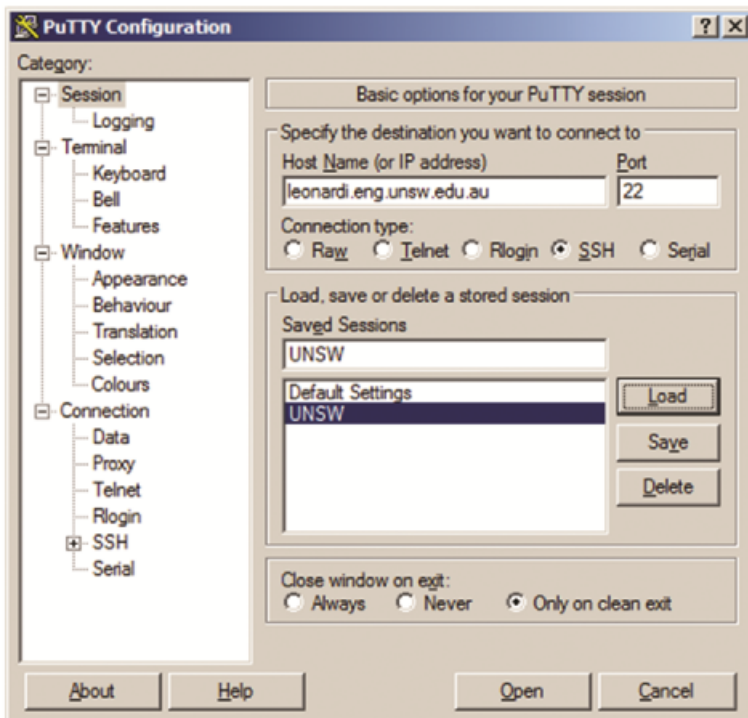 PuTTY Configuration
?
Category:
Session
Logging
Terminal
Keyboard
Bell
Features
Window
Appearance
Behaviour
Translation
Selection
Colours
Connection
Data
Proxy
Telnet
Rlogin
SSH
Serial
Basic options for your PuTTY session
Specify the destination you want to connect to
Host Name (or IP address) Port
leonardi.eng.unsw.edu.au 22
Connection type:
Raw Telnet Rlogin SSH Serial
Load, save or delete a stored session
Saved Sessions
UNSW
Default Settings
UNSW
Load
Save
Delete
Close window on exit:
Always Never Only on clean exit
About Help Open Cancel